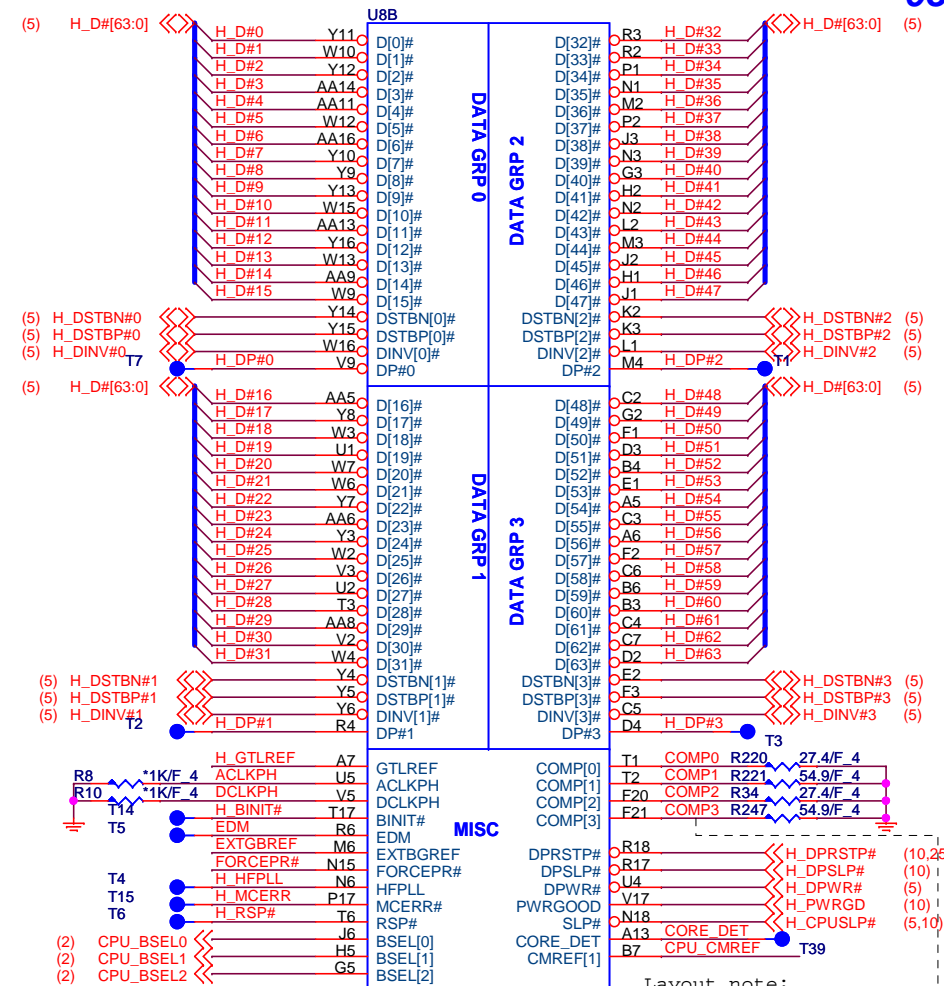 U8B
(5) H_D#[63:0] H_D#[63:0] (5)
H_D#0 Y11 D[0]# D[32]# R3 H_D#32
H_D#1 W10 D[1]# D[33]# R2 H_D#33
H_D#2 Y12 D[2]# D[34]# P1 H_D#34
H_D#3 AA14 D[3]# D[35]# N1 H_D#35
H_D#4 AA11 D[4]# D[36]# M2 H_D#36
H_D#5 W12 D[5]# D[37]# P2 H_D#37
H_D#6 AA16 D[6]# D[38]# J3 H_D#38
H_D#7 Y10 D[7]# D[39]# N3 H_D#39
H_D#8 Y9 D[8]# D[40]# G3 H_D#40
H_D#9 Y13 D[9]# D[41]# H2 H_D#41
H_D#10 W15 D[10]# D[42]# N2 H_D#42
H_D#11 AA13 D[11]# D[43]# L2 H_D#43
H_D#12 Y16 D[12]# D[44]# M3 H_D#44
H_D#13 W13 D[13]# D[45]# J2 H_D#45
H_D#14 AA9 D[14]# D[46]# H1 H_D#46
H_D#15 W9 D[15]# D[47]# J1 H_D#47
DATA GRP 0
DATA GRP 2
(5) H_DSTBN#0 Y14 DSTBN[0]# DSTBN[2]# K2 H_DSTBN#2 (5)
(5) H_DSTBP#0 Y15 DSTBP[0]# DSTBP[2]# K3 H_DSTBP#2 (5)
(5) H_DINV#0 W16 DINV[0]# DINV[2]# L1 H_DINV#2 (5)
T7 H_DP#0 V9 DP#0 DP#2 M4 H_DP#2 T1
(5) H_D#[63:0] H_D#[63:0] (5)
H_D#16 AA5 D[16]# D[48]# C2 H_D#48
H_D#17 Y8 D[17]# D[49]# G2 H_D#49
H_D#18 W3 D[18]# D[50]# F1 H_D#50
H_D#19 U1 D[19]# D[51]# D3 H_D#51
H_D#20 W7 D[20]# D[52]# B4 H_D#52
H_D#21 W6 D[21]# D[53]# E1 H_D#53
H_D#22 Y7 D[22]# D[54]# A5 H_D#54
H_D#23 AA6 D[23]# D[55]# C3 H_D#55
H_D#24 Y3 D[24]# D[56]# A6 H_D#56
H_D#25 W2 D[25]# D[57]# F2 H_D#57
H_D#26 V3 D[26]# D[58]# C6 H_D#58
H_D#27 U2 D[27]# D[59]# B6 H_D#59
H_D#28 T3 D[28]# D[60]# B3 H_D#60
H_D#29 AA8 D[29]# D[61]# C4 H_D#61
H_D#30 V2 D[30]# D[62]# C7 H_D#62
H_D#31 W4 D[31]# D[63]# D2 H_D#63
DATA GRP 1
DATA GRP 3
(5) H_DSTBN#1 Y4 DSTBN[1]# DSTBN[3]# E2 H_DSTBN#3 (5)
(5) H_DSTBP#1 Y5 DSTBP[1]# DSTBP[3]# F3 H_DSTBP#3 (5)
(5) H_DINV#1 Y6 DINV[1]# DINV[3]# C5 H_DINV#3 (5)
T2 H_DP#1 R4 DP#1 DP#3 D4 H_DP#3 T3
H_GTLREF A7 GTLREF COMP[0] T1 COMP0 R220 27.4/F_4
R8 *1K/F_4 ACLKPH U5 ACLKPH COMP[1] T2 COMP1 R221 54.9/F_4
R10 *1K/F_4 DCLKPH V5 DCLKPH COMP[2] F20 COMP2 R34 27.4/F_4
T14 H_BINIT# T17 BINIT# COMP[3] F21 COMP3 R247 54.9/F_4
T5 EDM R6 EDM
MISC
EXTGBREF M6 EXTBGREF DPRSTP# R18 H_DPRSTP# (10,25
FORCEPR# N15 FORCEPR# DPSLP# R17 H_DPSLP# (10)
T4 H_HFPLL N6 HFPLL DPWR# U4 H_DPWR# (5)
T15 H_MCERR P17 MCERR# PWRGOOD V17 H_PWRGD (10)
T6 H_RSP# T6 RSP# SLP# N18 H_CPUSLP# (5,10)
(2) CPU_BSEL0 J6 BSEL[0] CORE_DET A13 CORE_DET T39
(2) CPU_BSEL1 H5 BSEL[1] CMREF[1] B7 CPU_CMREF
(2) CPU_BSEL2 G5 BSEL[2]
Layout note: